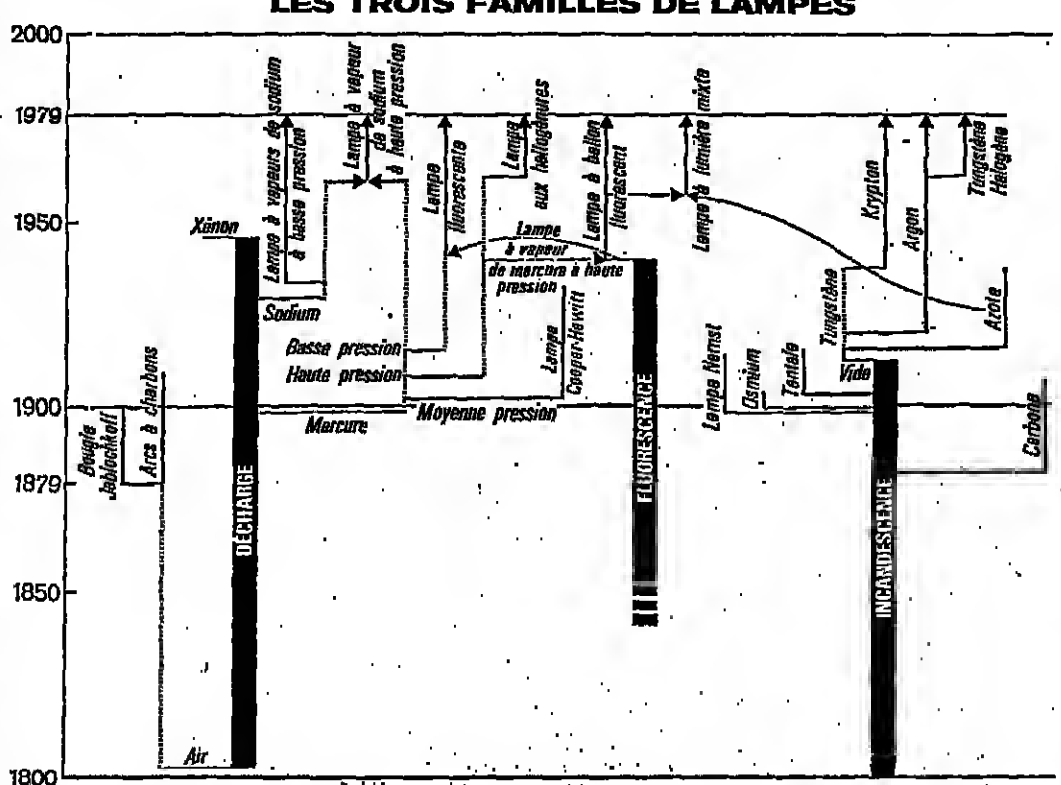 LES TROIS FAMILLES DE LAMPES
2000
1979
1950
1900
1879
1850
1800
Bougie
Jablochkoff
Arcs à charbons
Air
DÉCHARGE
Xénon
Sodium
Lampe à vapeurs de sodium
à basse pression
Lampe à vapeur
de sodium
à haute pression
Mercure
Basse pression
Haute pression
Moyenne pression
Lampe
fluorescente
Lampe
aux hellogénures
Lampe
à vapeur
de mercure à haute
pression
Lampe
Cooper-Hewitt
Lampe à ballon
fluorescent
FLUORESCENCE
Lampe à lumière mixte
Lampe Nernst
Osmium
Tantale
Vide
Tungstène
Krypton
Argon
Tungstène
Halogène
Azote
Carbone
INCANDESCENCE